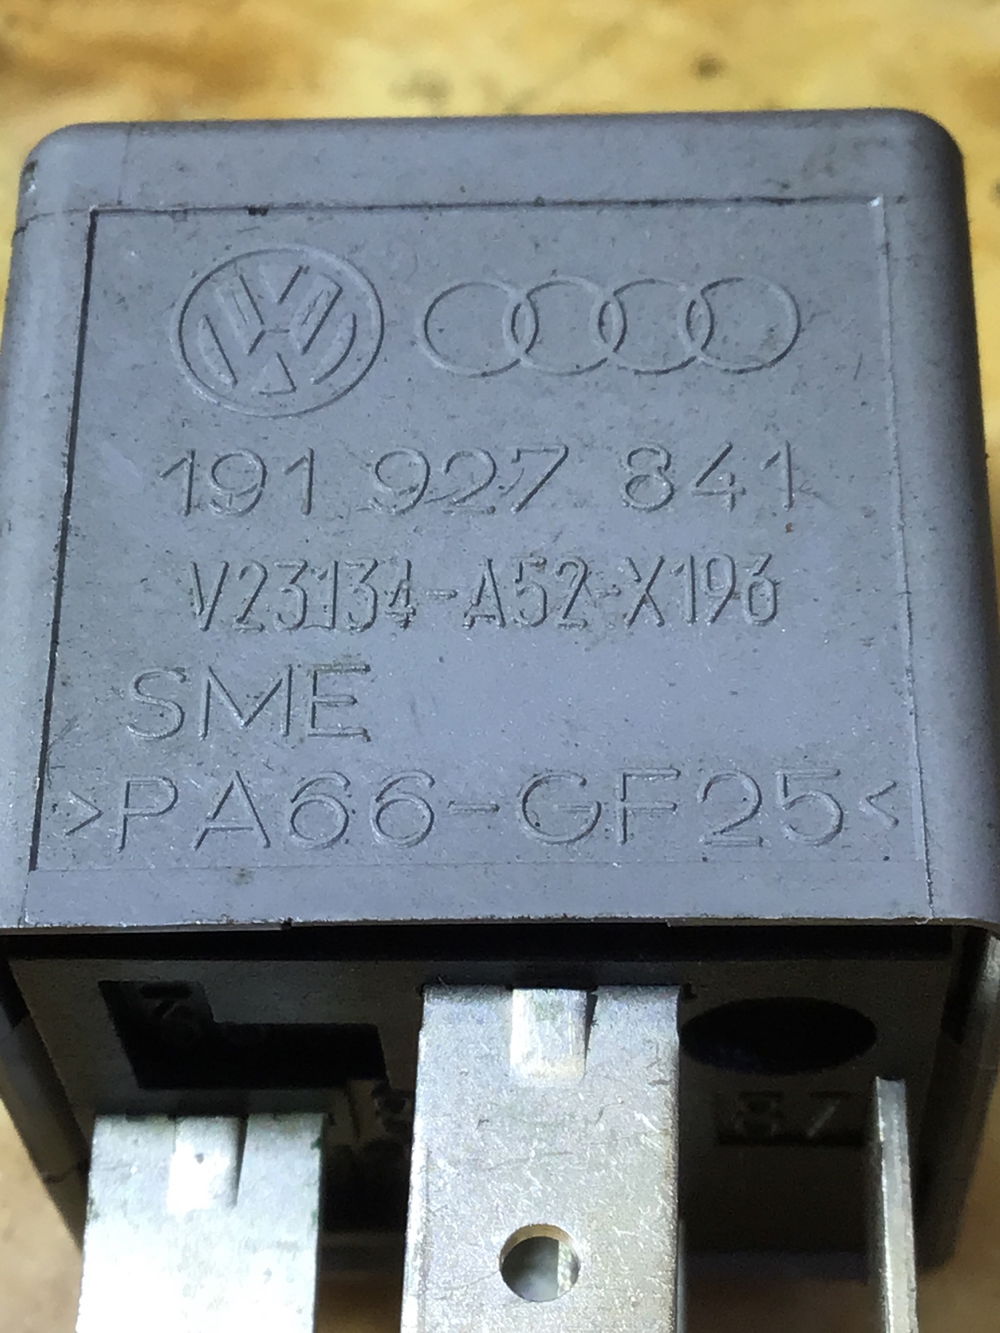 191 927 841
V23134-A52-X196
SME
>PA66-GF25<
87